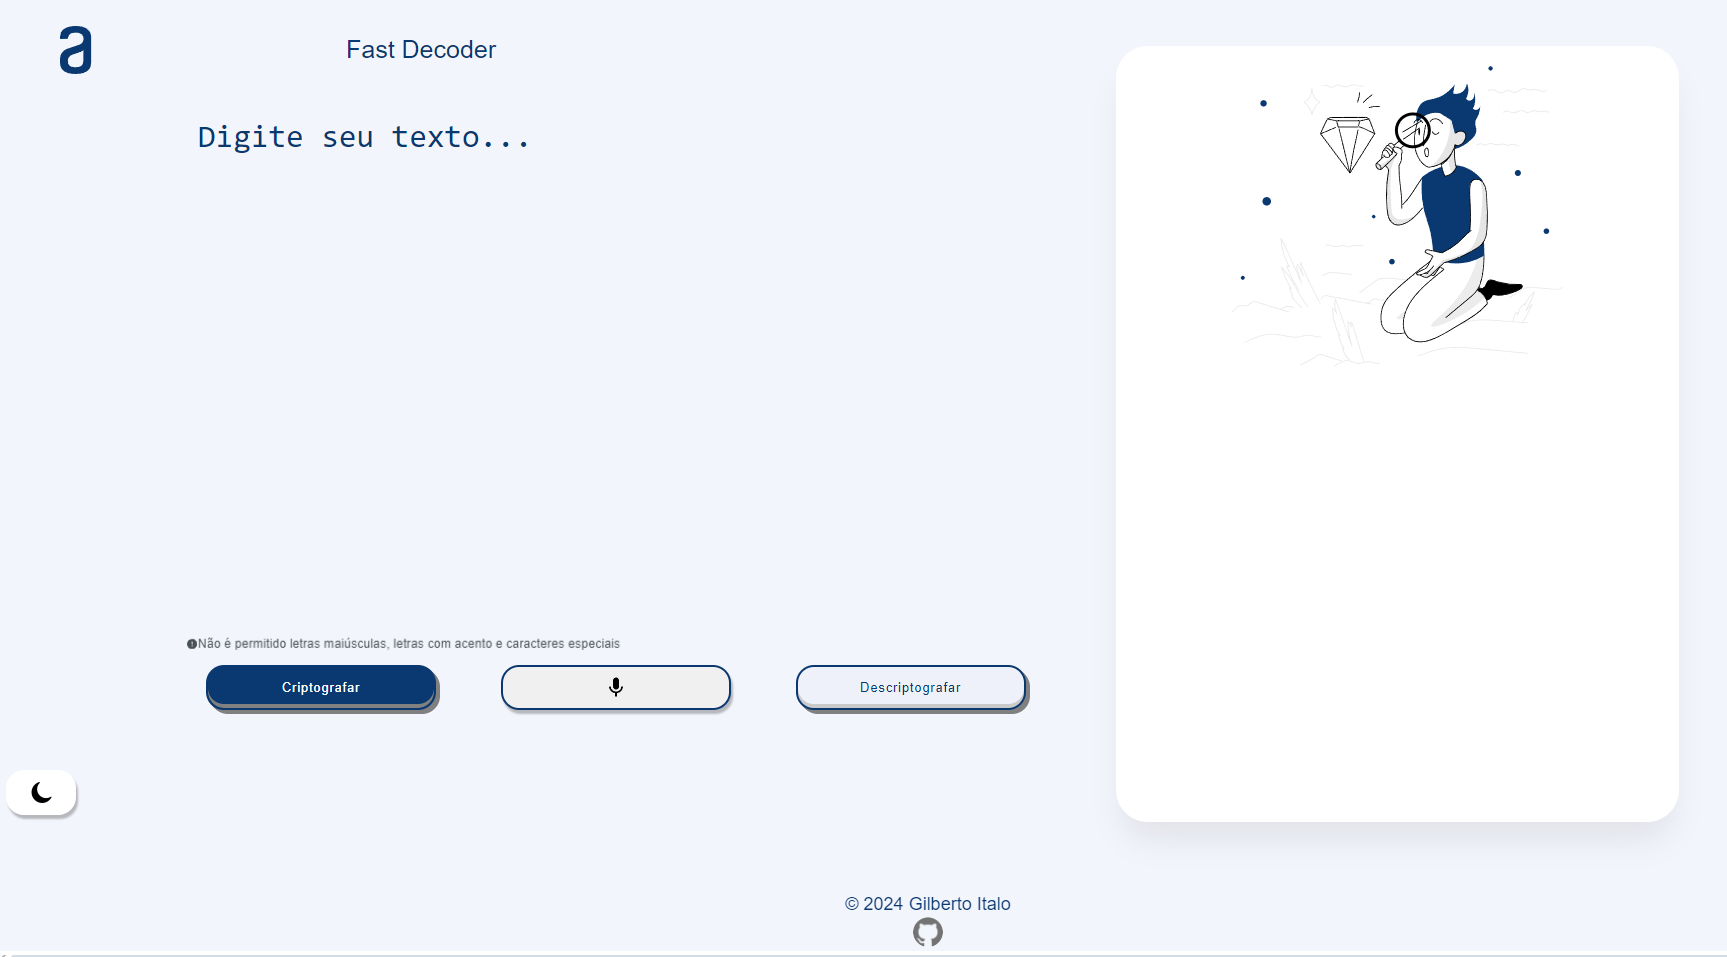 a
Fast Decoder
Digite seu texto...
Não é permitido letras maiúsculas, letras com acento e caracteres especiais
Criptografar
Descriptografar
© 2024 Gilberto Italo